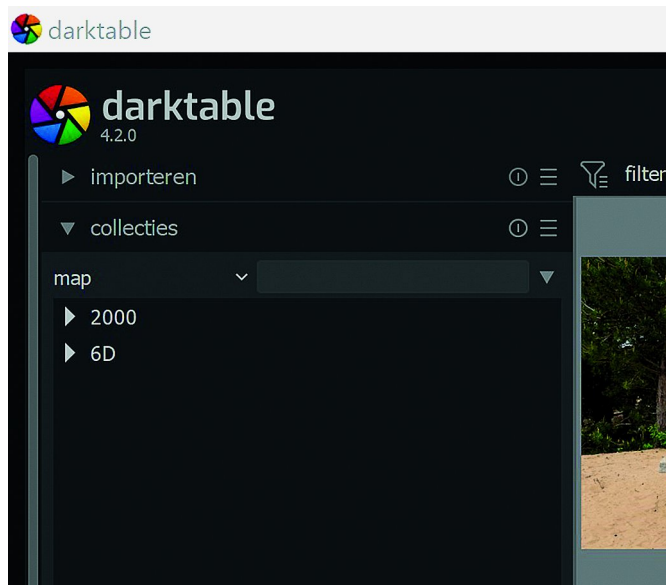 darktable
darktable
4.2.0
importeren
filter
collecties
map
2000
6D